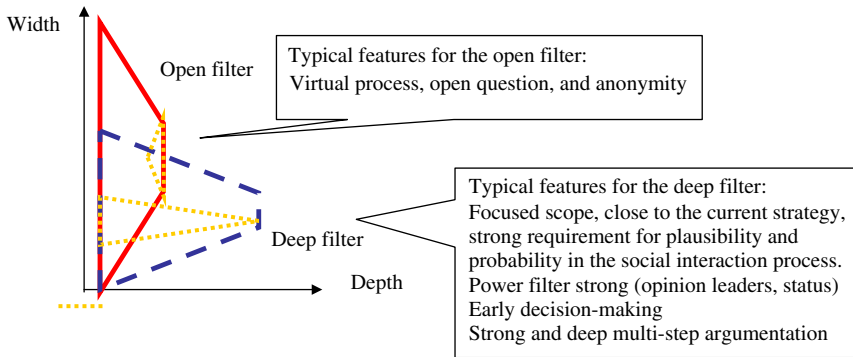 Width
Open filter
Typical features for the open filter:
Virtual process, open question, and anonymity
Deep filter
Depth
Typical features for the deep filter:
Focused scope, close to the current strategy,
strong requirement for plausibility and
probability in the social interaction process.
Power filter strong (opinion leaders, status)
Early decision-making
Strong and deep multi-step argumentation